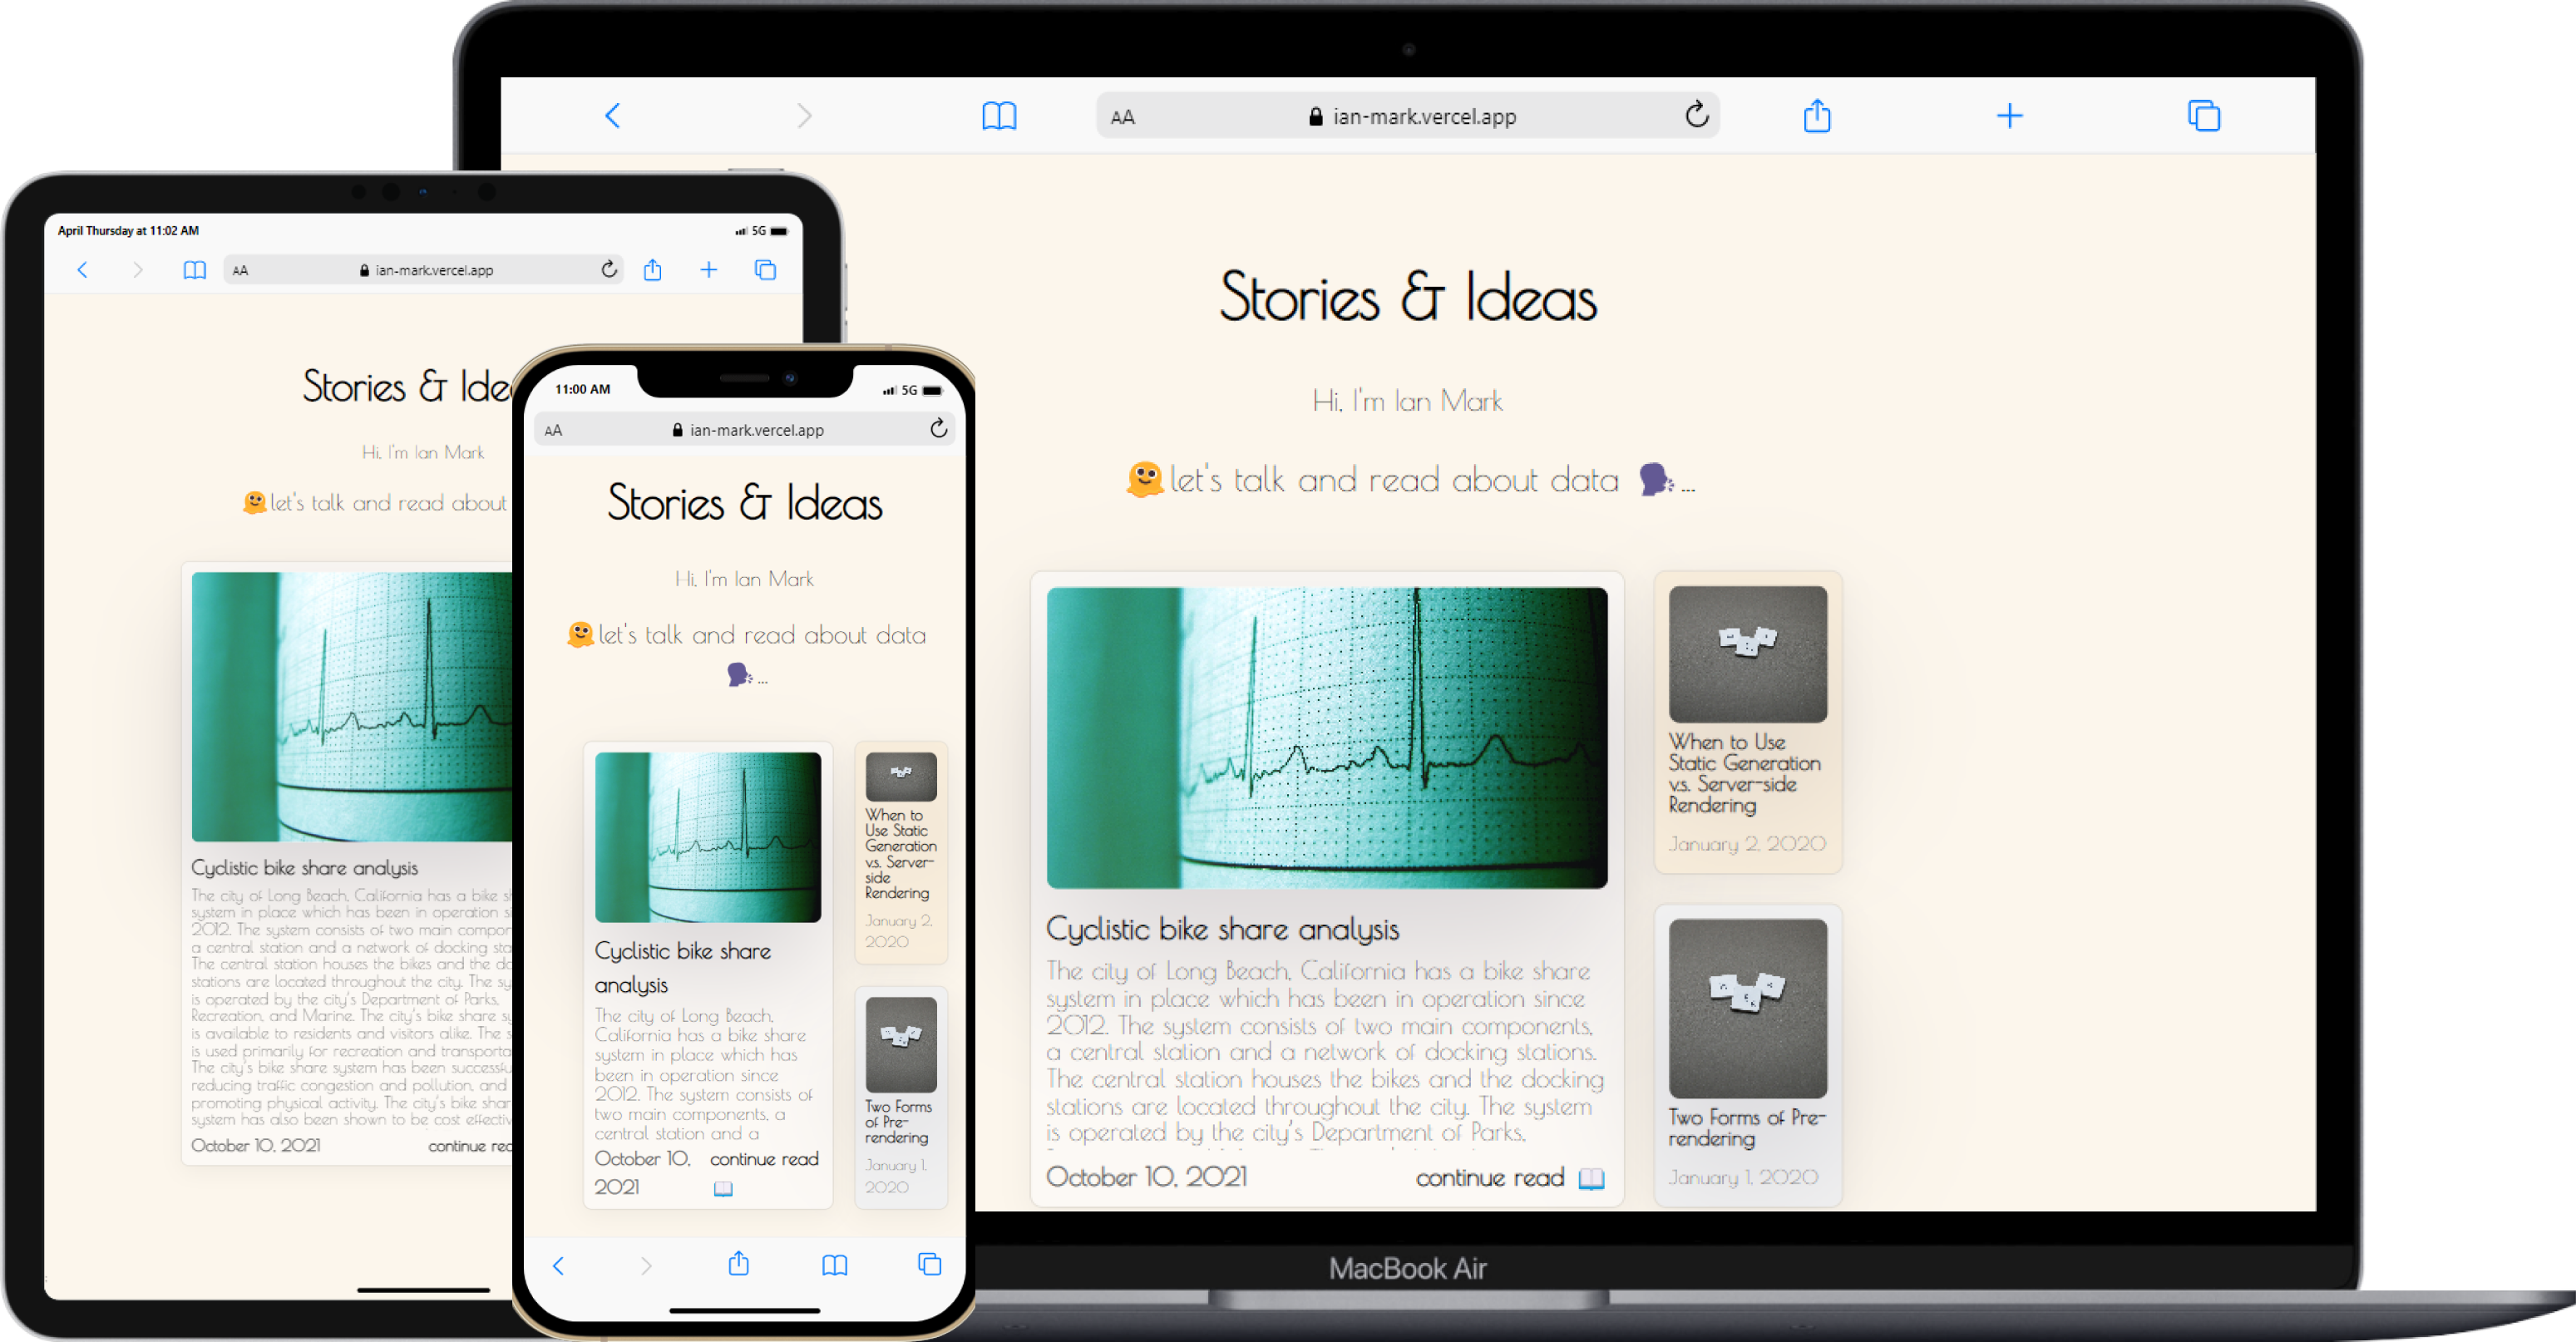 April Thursday at 11:02 AM
5G
AA
ian-mark.vercel.app
Stories & Ide
Hi, I'm Ian Mark
let's talk and read about
Cyclistic bike share analysis
The city of Long Beach, California has a bike
system in place which has been in operation
2012. The system consists of two main
a central station and a network of docking
The central station houses the bikes and the
stations are located throughout the city. The
is operated by the city's Department of Parks,
Recreation, and Marine. The city's bike share
is available to residents and visitors alike. The
is used primarily for recreation and
The city's bike share system has been
reducing traffic congestion and pollution, and
promoting physical activity. The city's bike
system has also been shown to be cost
October 10, 2021
continue
11:00 AM
5G
AA
ian-mark.vercel.app
Stories & Ideas
Hi, I'm Ian Mark
let's talk and read about data
...
Cyclistic bike share
analysis
The city of Long Beach,
California has a bike share
system in place which has
been in operation since
2012. The system consists of
two main components, a
central station and a
October 10,
2021
continue read
When to
Use Static
Generation
v.s. Server-
side
Rendering
January 2,
2020
Two Forms
of Pre-
rendering
January 1,
2020
AA
ian-mark.vercel.app
Stories & Ideas
Hi, I'm Ian Mark
let's talk and read about data ...
Cyclistic bike share analysis
The city of Long Beach, California has a bike share
system in place which has been in operation since
2012. The system consists of two main components,
a central station and a network of docking stations.
The central station houses the bikes and the docking
stations are located throughout the city. The system
is operated by the city's Department of Parks,
October 10, 2021
continue read
When to Use
Static Generation
v.s. Server-side
Rendering
January 2, 2020
Two Forms of Pre-
rendering
January 1, 2020
MacBook Air